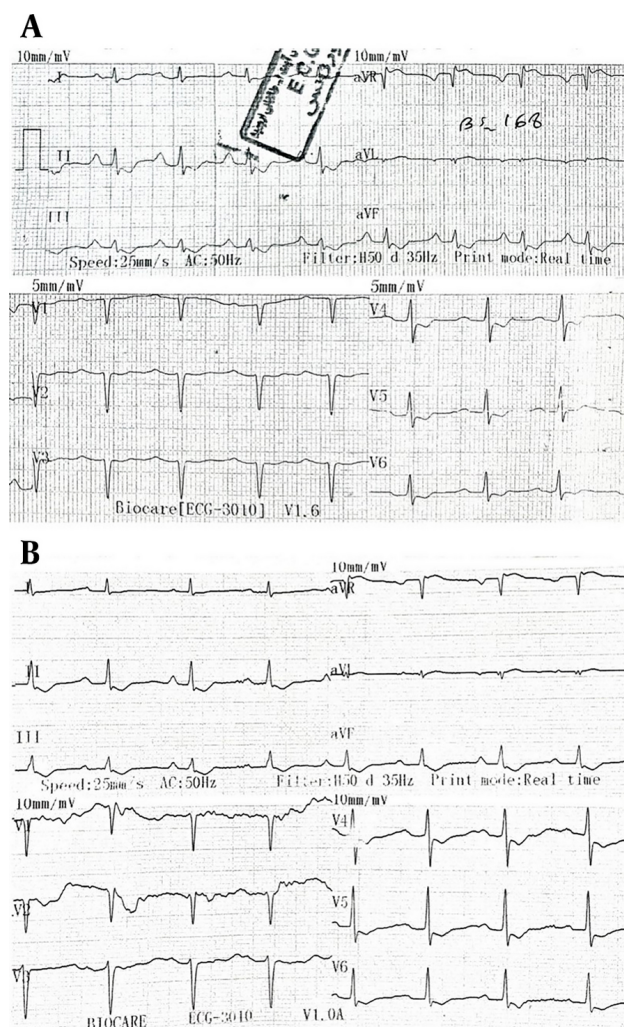 A
10mm/mV 10mm/mV
I aVR
E.C.G
BS 168
II aVL
III aVF
Speed:25mm/s AC:50Hz Filter:H50 d 35Hz Print mode:Real time
5mm/mV 5mm/mV
V1 V4
V2 V5
V3 V6
Biocare[ECG-3010] V1.6
B
10mm/mV
aVR
II aVL
III aVF
Speed:25mm/s AC:50Hz Filter:H50 d 35Hz Print mode:Real time
10mm/mV 10mm/mV
V1 V4
V2 V5
V3 V6
BIOCARE ECG-3010 V1.0A